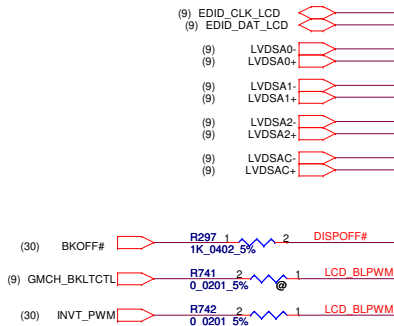 (9) EDID_CLK_LCD
(9) EDID_DAT_LCD
(9) LVDSA0-
(9) LVDSA0+
(9) LVDSA1-
(9) LVDSA1+
(9) LVDSA2-
(9) LVDSA2+
(9) LVDSAC-
(9) LVDSAC+
(30) BKOFF# R297 1 2 DISPOFF#
1K_0402_5%
(9) GMCH_BKLTCTL R741 2 1 LCD_BLPWM
0_0201_5% @
(30) INVT_PWM R742 2 1 LCD_BLPWM
0_0201_5%